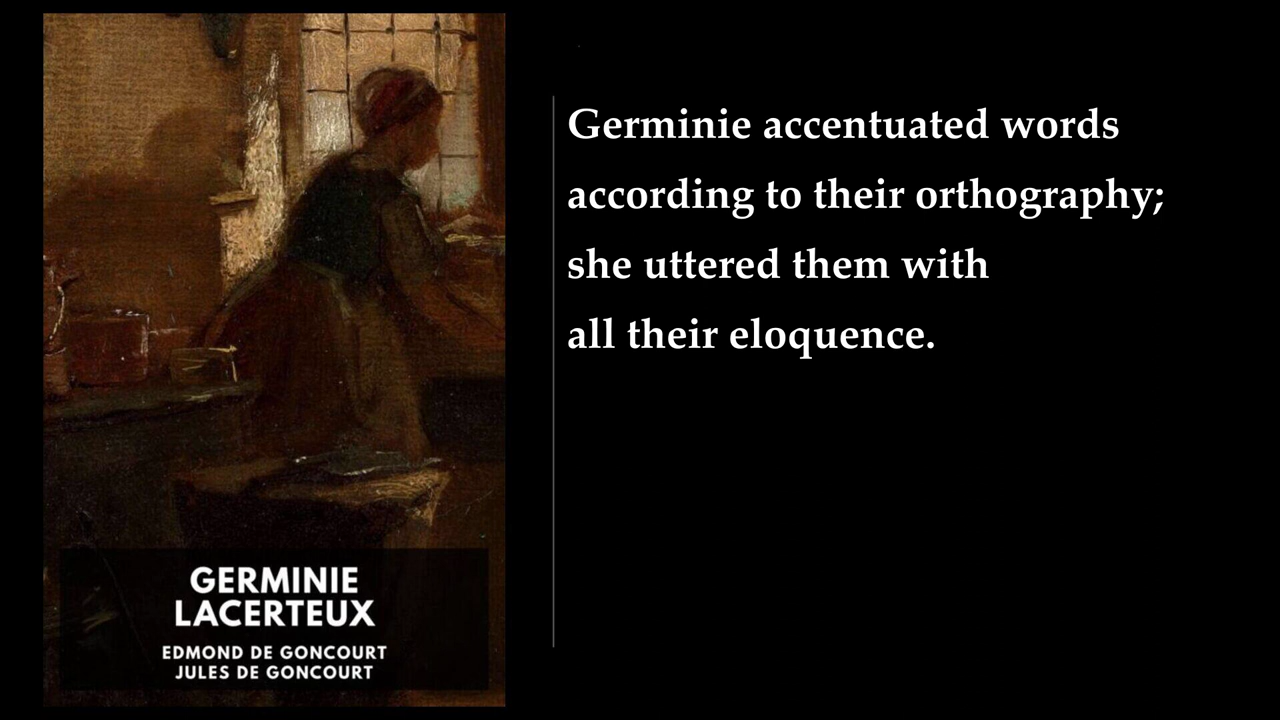 Germinie accentuated words
according to their orthography;
she uttered them with
all their eloquence.
GERMINIE
LACERTEUX
EDMOND DE GONCOURT
JULES DE GONCOURT